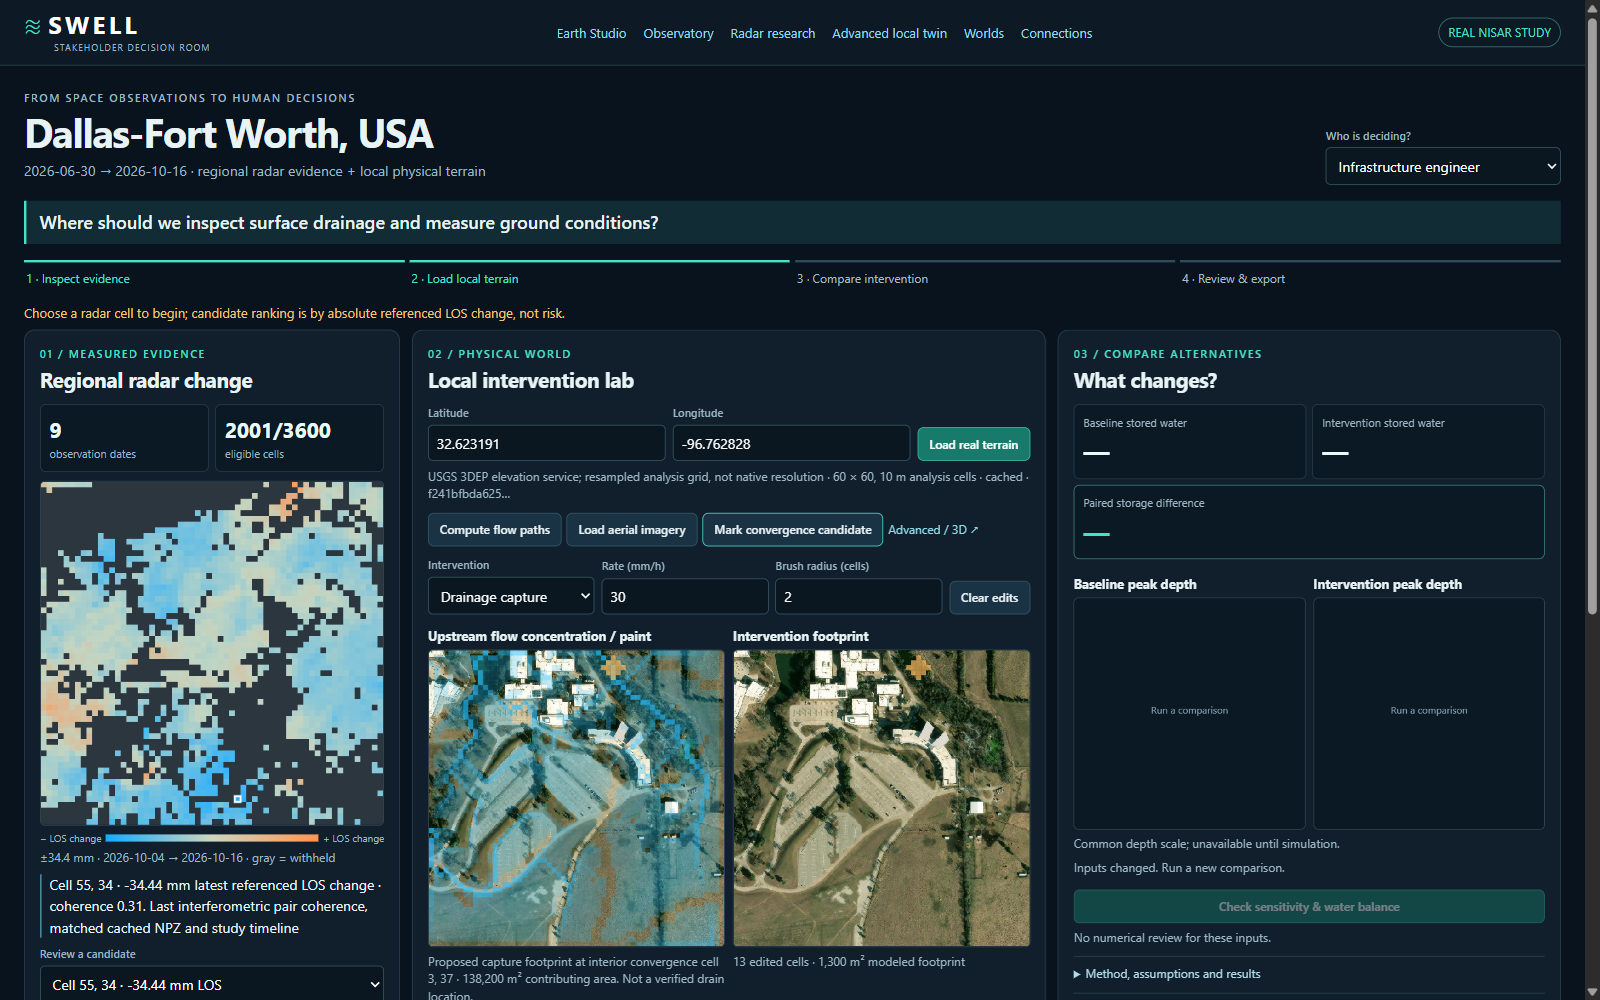 SWELL
STAKEHOLDER DECISION ROOM
Earth Studio
Observatory
Radar research
Advanced local twin
Worlds
Connections
REAL NISAR STUDY
FROM SPACE OBSERVATIONS TO HUMAN DECISIONS
Dallas-Fort Worth, USA
2026-06-30 → 2026-10-16 · regional radar evidence + local physical terrain
Who is deciding?
Infrastructure engineer
Where should we inspect surface drainage and measure ground conditions?
1 · Inspect evidence
2 · Load local terrain
3 · Compare intervention
4 · Review & export
Choose a radar cell to begin; candidate ranking is by absolute referenced LOS change, not risk.
01 / MEASURED EVIDENCE
Regional radar change
9
observation dates
2001/3600
eligible cells
− LOS change
+ LOS change
±34.4 mm · 2026-10-04 → 2026-10-16 · gray = withheld
Cell 55, 34 · -34.44 mm latest referenced LOS change ·
coherence 0.31. Last interferometric pair coherence,
matched cached NPZ and study timeline
Review a candidate
Cell 55, 34 · -34.44 mm LOS
02 / PHYSICAL WORLD
Local intervention lab
Latitude
Longitude
32.623191
-96.762828
Load real terrain
USGS 3DEP elevation service; resampled analysis grid, not native resolution · 60 × 60, 10 m analysis cells · cached ·
f241bfbda625...
Compute flow paths
Load aerial imagery
Mark convergence candidate
Advanced / 3D ↗
Intervention
Rate (mm/h)
Brush radius (cells)
Drainage capture
30
2
Clear edits
Upstream flow concentration / paint
Intervention footprint
Proposed capture footprint at interior convergence cell
3, 37 · 138,200 m² contributing area. Not a verified drain
location.
13 edited cells · 1,300 m² modeled footprint
03 / COMPARE ALTERNATIVES
What changes?
Baseline stored water
—
Intervention stored water
—
Paired storage difference
—
Baseline peak depth
Intervention peak depth
Run a comparison
Run a comparison
Common depth scale; unavailable until simulation.
Inputs changed. Run a new comparison.
Check sensitivity & water balance
No numerical review for these inputs.
▶ Method, assumptions and results